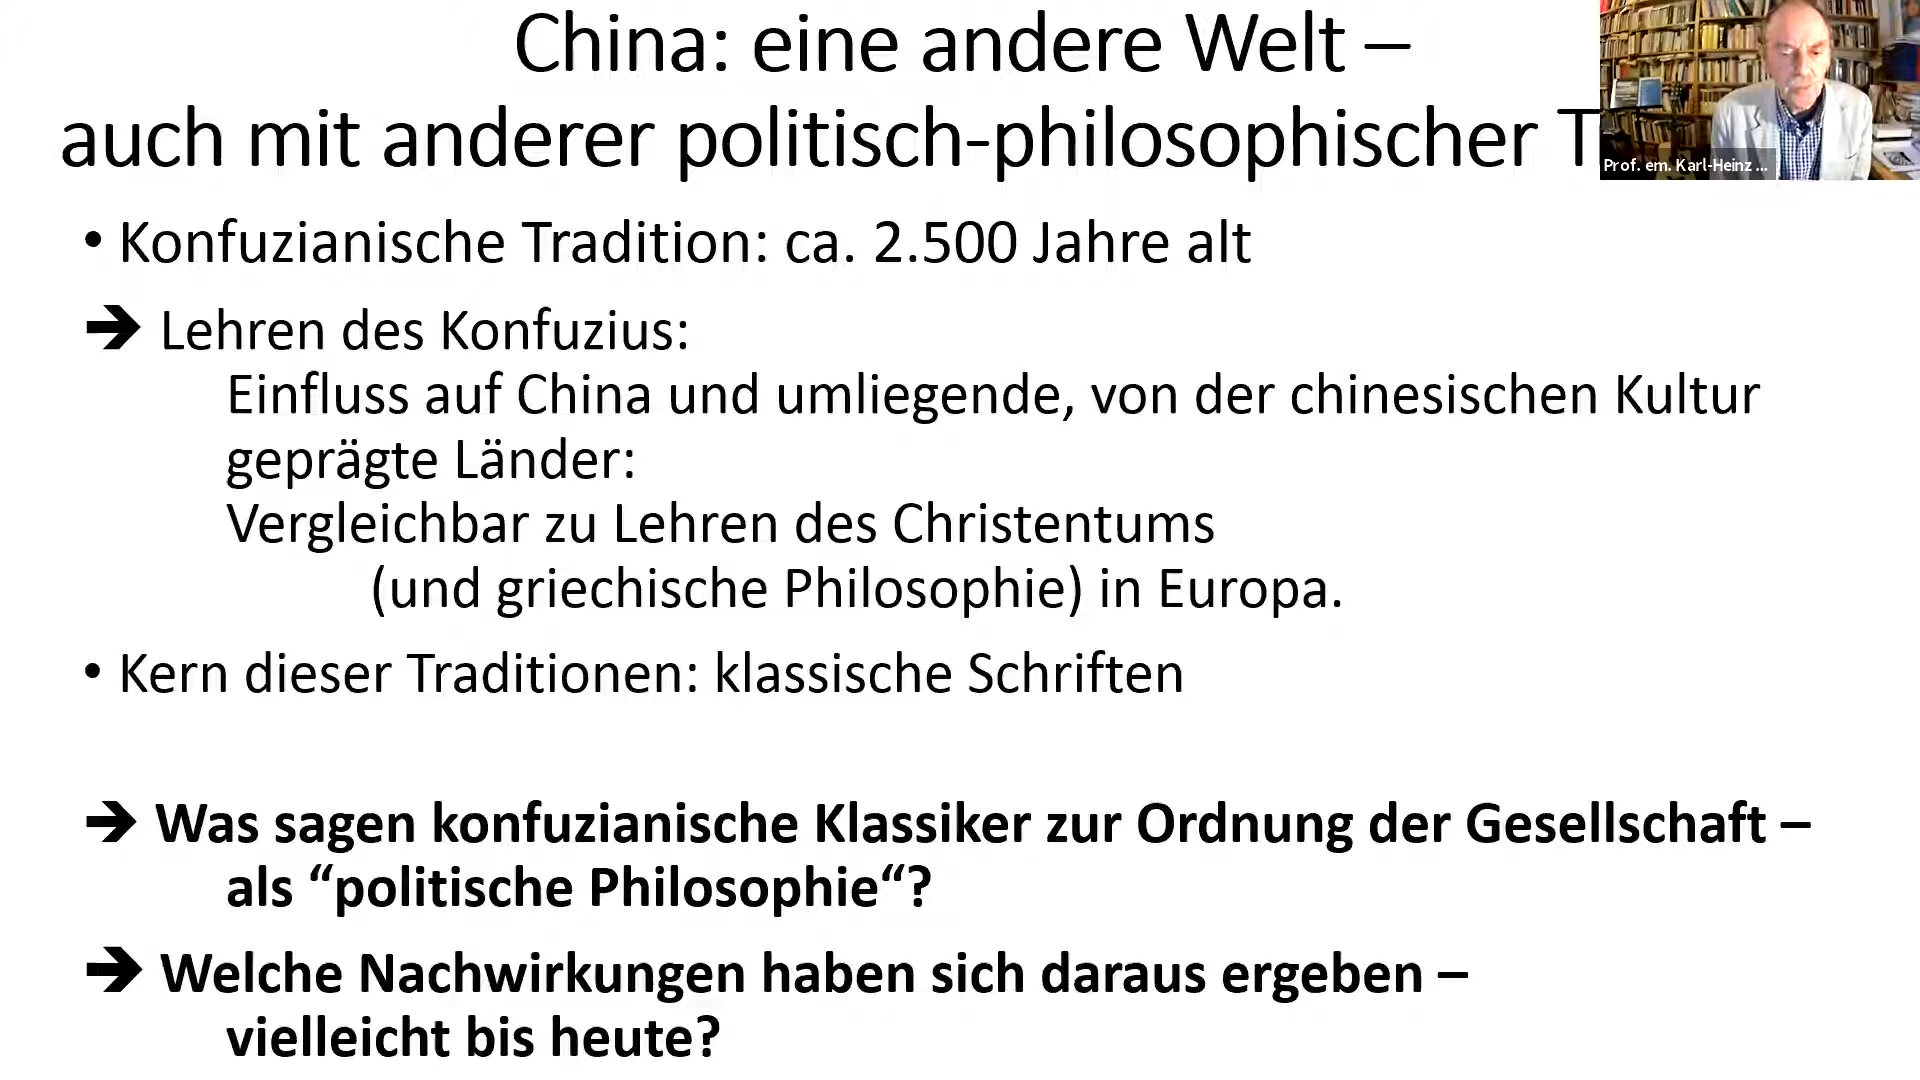 China: eine andere Welt –
auch mit anderer politisch-philosophischer
Prof. em. Karl-Heinz ...
• Konfuzianische Tradition: ca. 2.500 Jahre alt
➔ Lehren des Konfuzius:
Einfluss auf China und umliegende, von der chinesischen Kultur
geprägte Länder:
Vergleichbar zu Lehren des Christentums
(und griechische Philosophie) in Europa.
• Kern dieser Traditionen: klassische Schriften
➔ Was sagen konfuzianische Klassiker zur Ordnung der Gesellschaft –
als “politische Philosophie“?
➔ Welche Nachwirkungen haben sich daraus ergeben –
vielleicht bis heute?